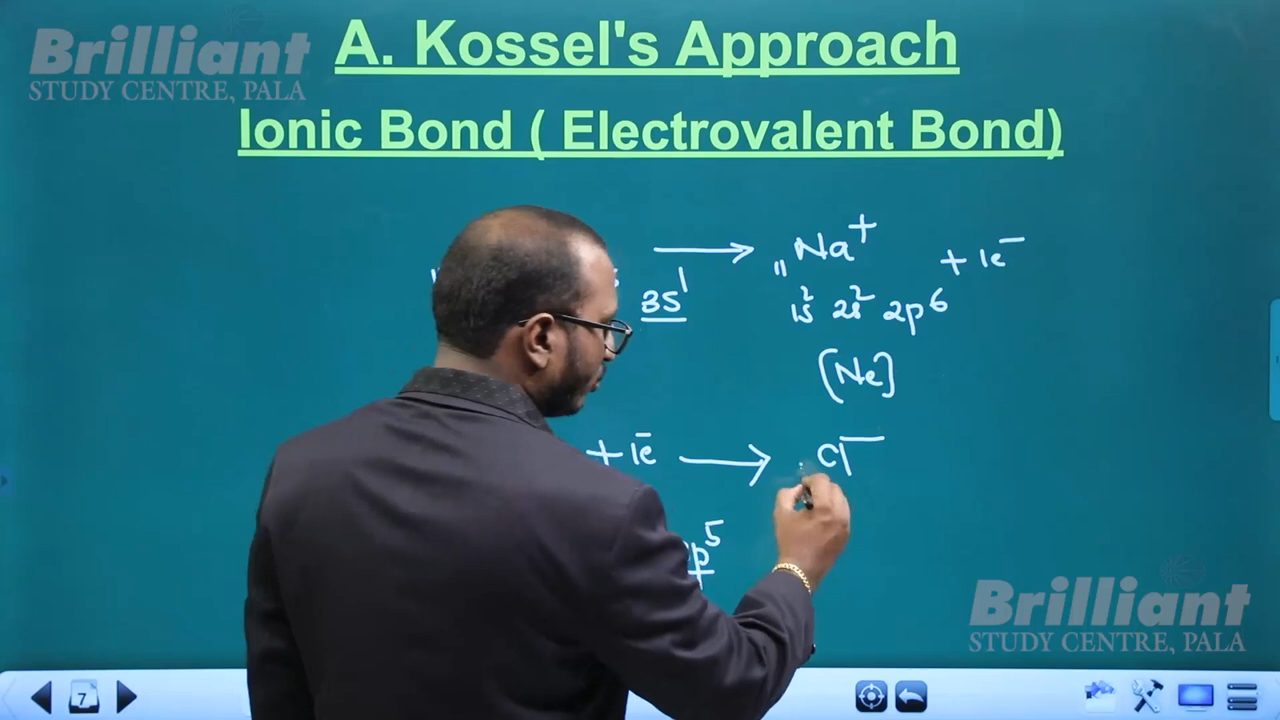 Brilliant
STUDY CENTRE, PALA
A. Kossel's Approach
Ionic Bond ( Electrovalent Bond)
3s¹ ⟶ ₁₁Na⁺ + 1e⁻
1s² 2s² 2p⁶
[Ne]
+ 1e⁻ ⟶ Cl⁻
p⁵
Brilliant
STUDY CENTRE, PALA
7